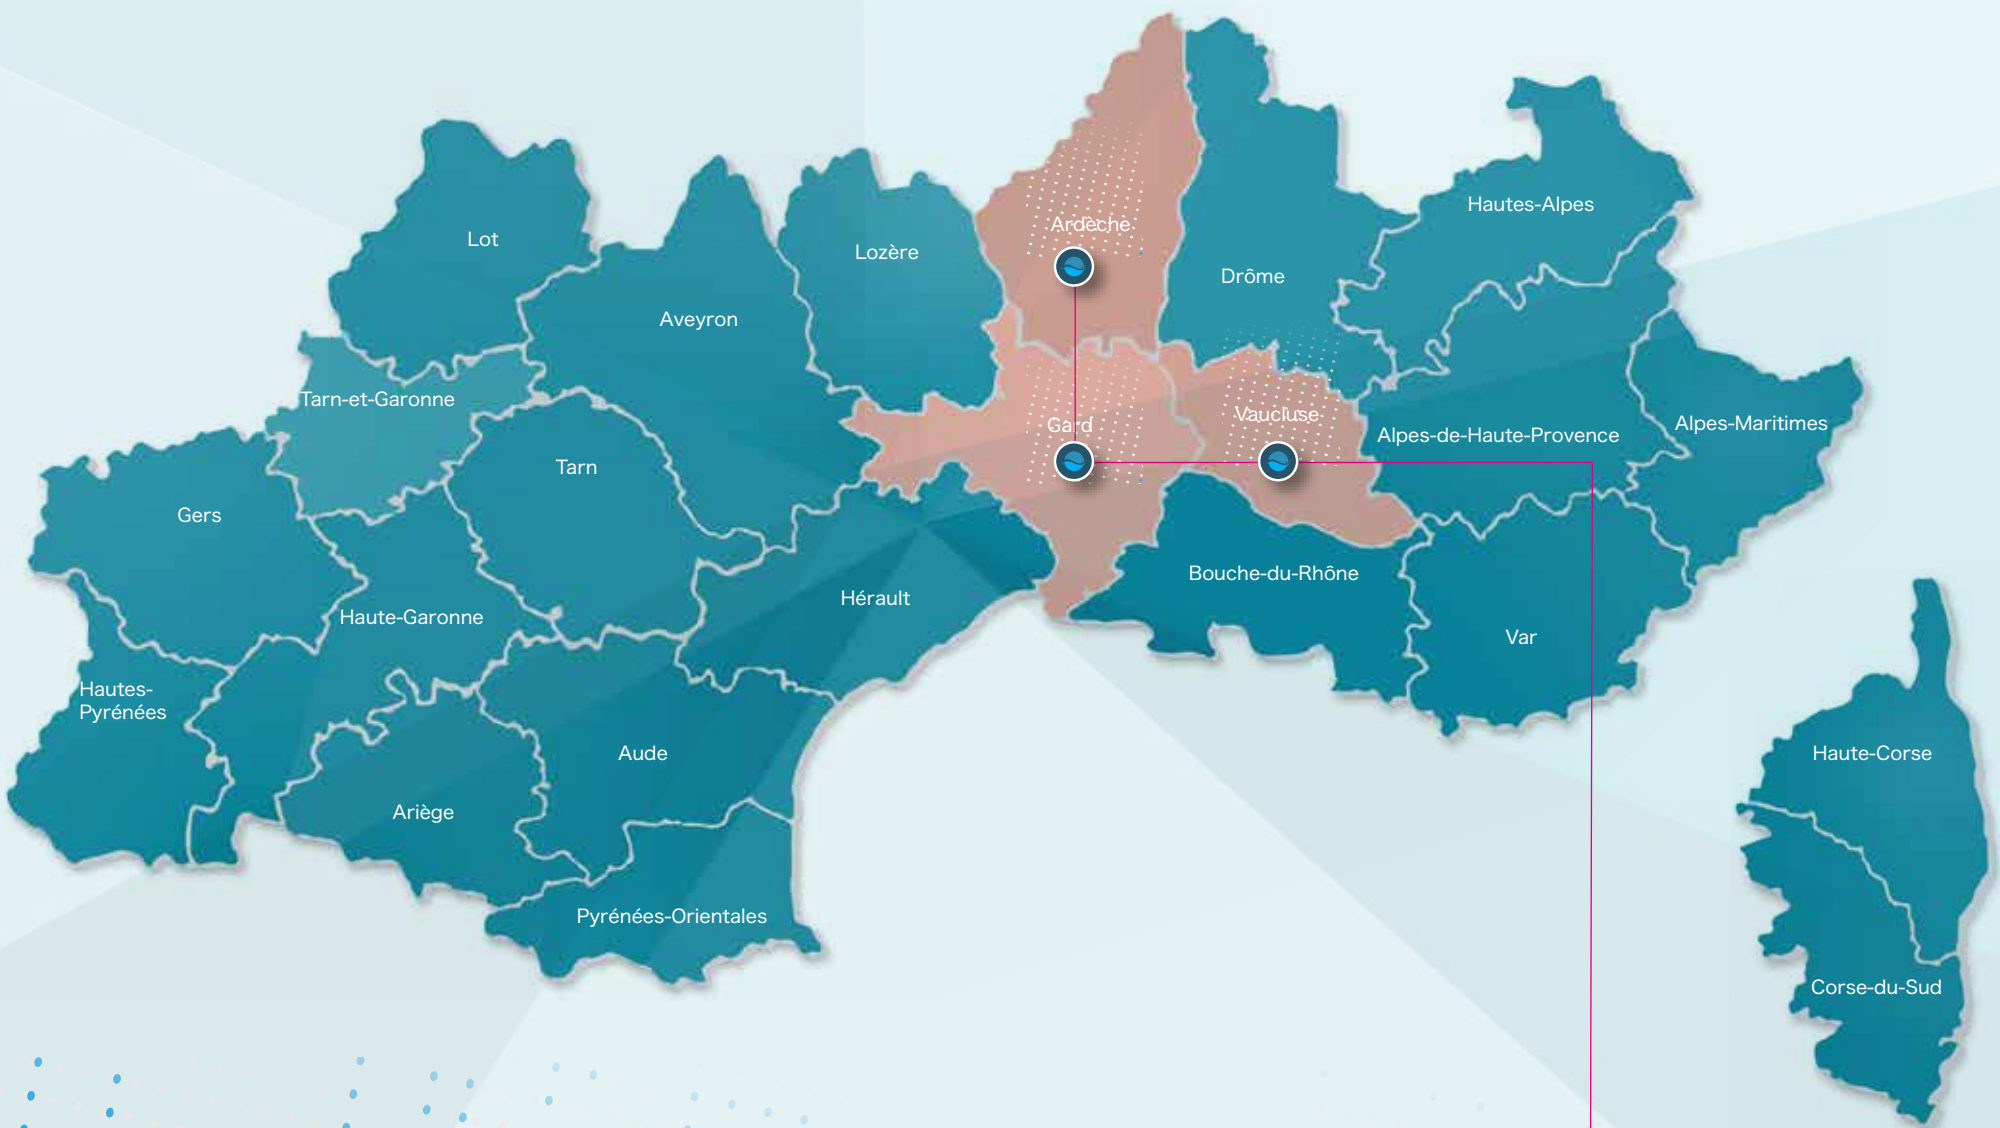 Hautes-Alpes
Ardèche
Lot
Lozère
Drôme
Aveyron
Tarn-et-Garonne
Vaucluse
Gard
Alpes-Maritimes
Alpes-de-Haute-Provence
Tarn
Gers
Bouche-du-Rhône
Hérault
Haute-Garonne
Var
Hautes-
Pyrénées
Aude
Haute-Corse
Ariège
Pyrénées-Orientales
Corse-du-Sud